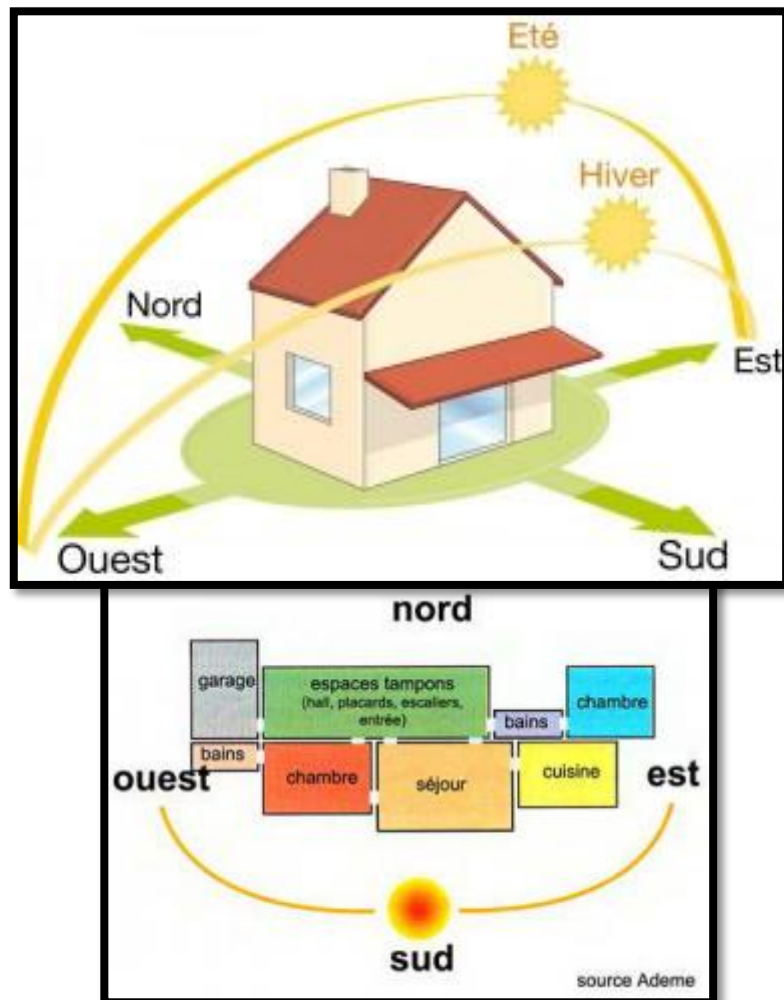 Eté
Hiver
Nord
Est
Ouest
Sud
nord
garage
espaces tampons
(hall, placards, escaliers,
entrée)
bains
chambre
bains
ouest
chambre
séjour
cuisine
est
sud
source Ademe